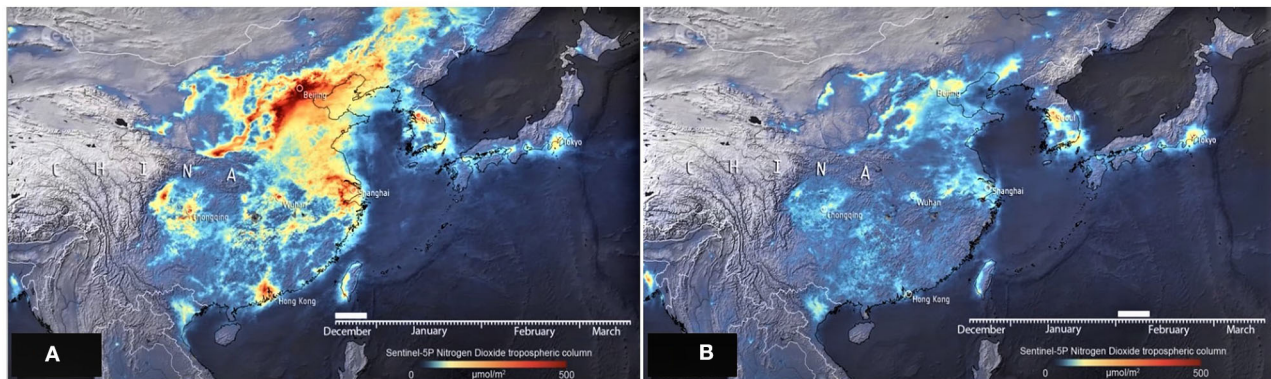 esa
Beijing
Seoul
Tokyo
C H I N A
Shanghai
Chongqing
Wuhan
Hong Kong
December January February March
A
Sentinel-5P Nitrogen Dioxide tropospheric column
0 µmol/m² 500
Beijing
Seoul
Tokyo
C H I N A
Shanghai
Chongqing
Wuhan
Hong Kong
December January February March
B
Sentinel-5P Nitrogen Dioxide tropospheric column
0 µmol/m² 500